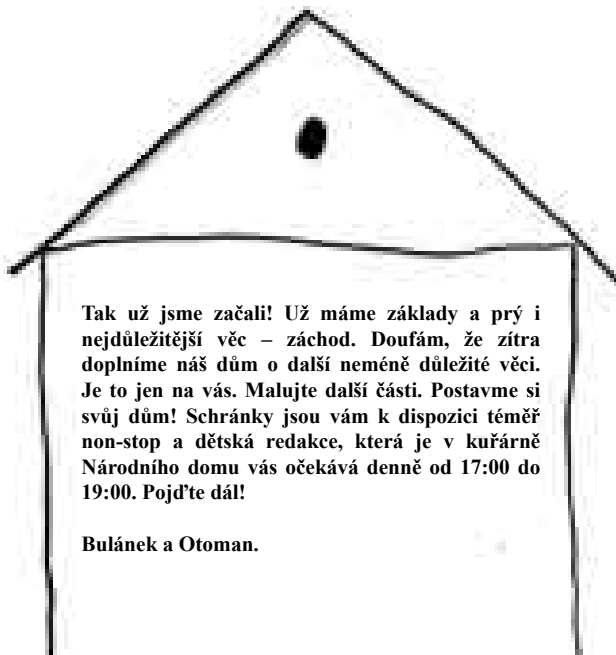 Tak už jsme začali! Už máme základy a prý i
nejdůležitější věc – záchod. Doufám, že zítra
doplníme náš dům o další neméně důležité věci.
Je to jen na vás. Malujte další části. Postavme si
svůj dům! Schránky jsou vám k dispozici téměř
non-stop a dětská redakce, která je v kuřárně
Národního domu vás očekává denně od 17:00 do
19:00. Pojďte dál!
Bulánek a Otoman.